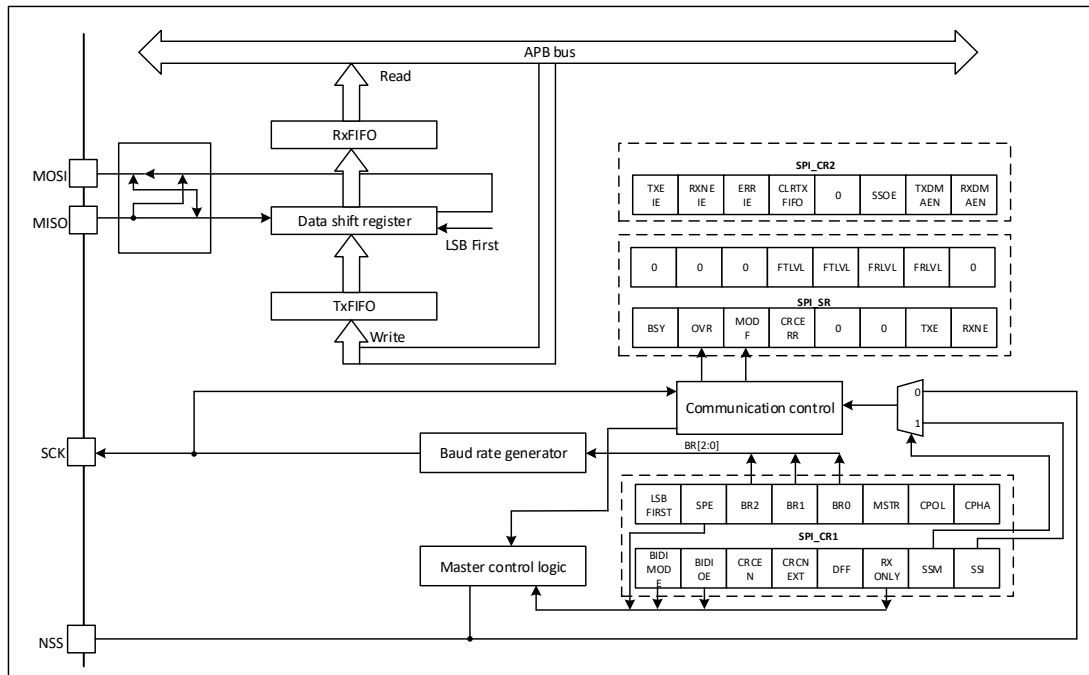 APB bus
Read
RxFIFO
MOSI
MISO
Data shift register
LSB First
TxFIFO
Write
SPI_CR2
TXE
IE
RXNE
IE
ERR
IE
CLRTX
FIFO
0
SSOE
TXDM
AEN
RXDM
AEN
0
0
0
FTLVL
FTLVL
FRLVL
FRLVL
0
SPI_SR
BSY
OVR
MOD
F
CRCE
RR
0
0
TXE
RXNE
Communication control
0
1
SCK
Baud rate generator
BR[2:0]
LSB
FIRST
SPE
BR2
BR1
BR0
MSTR
CPOL
CPHA
SPI_CR1
Master control logic
BIDI
MOD
E
BIDI
OE
CRCE
N
CRCN
EXT
DFF
RX
ONLY
SSM
SSI
NSS